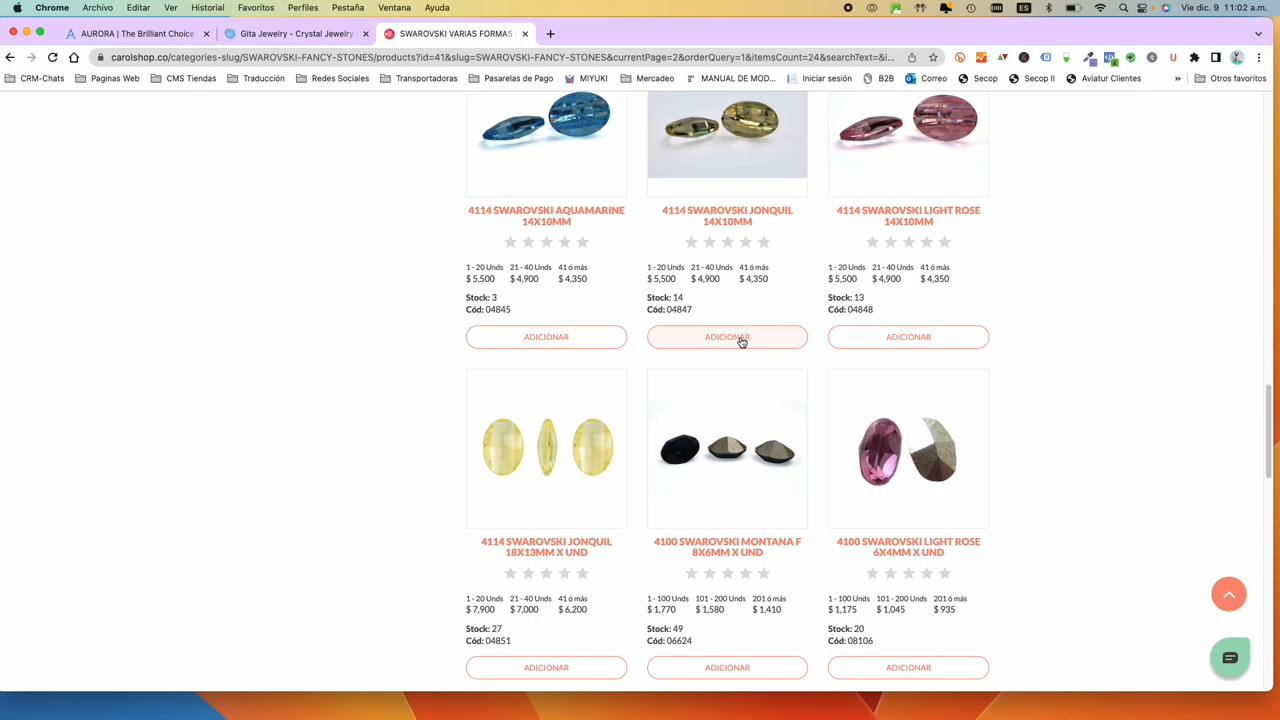 Chrome Archivo Editar Ver Historial Favoritos Perfiles Pestaña Ventana Ayuda Vie dic. 9 11:02 a.m.
AURORA | The Brilliant Choice
Gita Jewelry - Crystal Jewelry
SWAROVSKI VARIAS FORMAS
carolshop.co/categories-slug/SWAROVSKI-FANCY-STONES/products?id=41&slug=SWAROVSKI-FANCY-STONES&currentPage=2&orderQuery=1&itemsCount=24&searchText=&i...
CRM-Chats Paginas Web CMS Tiendas Traducción Redes Sociales Transportadoras Pasarelas de Pago MIYUKI Mercadeo MANUAL DE MOD... Iniciar sesión B2B Correo Secop Secop II Aviatur Clientes » Otros favoritos
4114 SWAROVSKI AQUAMARINE
14X10MM
1 - 20 Unds 21 - 40 Unds 41 ó más
$ 5,500 $ 4,900 $ 4,350
Stock: 3
Cód: 04845
ADICIONAR
4114 SWAROVSKI JONQUIL
14X10MM
1 - 20 Unds 21 - 40 Unds 41 ó más
$ 5,500 $ 4,900 $ 4,350
Stock: 14
Cód: 04847
ADICIONAR
4114 SWAROVSKI LIGHT ROSE
14X10MM
1 - 20 Unds 21 - 40 Unds 41 ó más
$ 5,500 $ 4,900 $ 4,350
Stock: 13
Cód: 04848
ADICIONAR
4114 SWAROVSKI JONQUIL
18X13MM X UND
1 - 20 Unds 21 - 40 Unds 41 ó más
$ 7,900 $ 7,000 $ 6,200
Stock: 27
Cód: 04851
ADICIONAR
4100 SWAROVSKI MONTANA F
8X6MM X UND
1 - 100 Unds 101 - 200 Unds 201 ó más
$ 1,770 $ 1,580 $ 1,410
Stock: 49
Cód: 06624
ADICIONAR
4100 SWAROVSKI LIGHT ROSE
6X4MM X UND
1 - 100 Unds 101 - 200 Unds 201 ó más
$ 1,175 $ 1,045 $ 935
Stock: 20
Cód: 08106
ADICIONAR